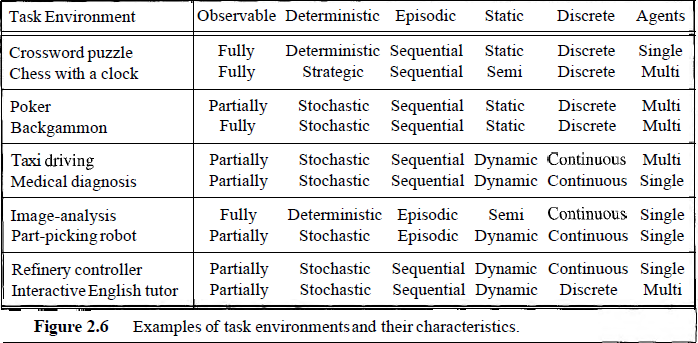 Task Environment Observable Deterministic Episodic Static Discrete Agents
Crossword puzzle Fully Deterministic Sequential Static Discrete Single
Chess with a clock Fully Strategic Sequential Semi Discrete Multi
Poker Partially Stochastic Sequential Static Discrete Multi
Backgammon Fully Stochastic Sequential Static Discrete Multi
Taxi driving Partially Stochastic Sequential Dynamic Continuous Multi
Medical diagnosis Partially Stochastic Sequential Dynamic Continuous Single
Image-analysis Fully Deterministic Episodic Semi Continuous Single
Part-picking robot Partially Stochastic Episodic Dynamic Continuous Single
Refinery controller Partially Stochastic Sequential Dynamic Continuous Single
Interactive English tutor Partially Stochastic Sequential Dynamic Discrete Multi
Figure 2.6 Examples of task environments and their characteristics.